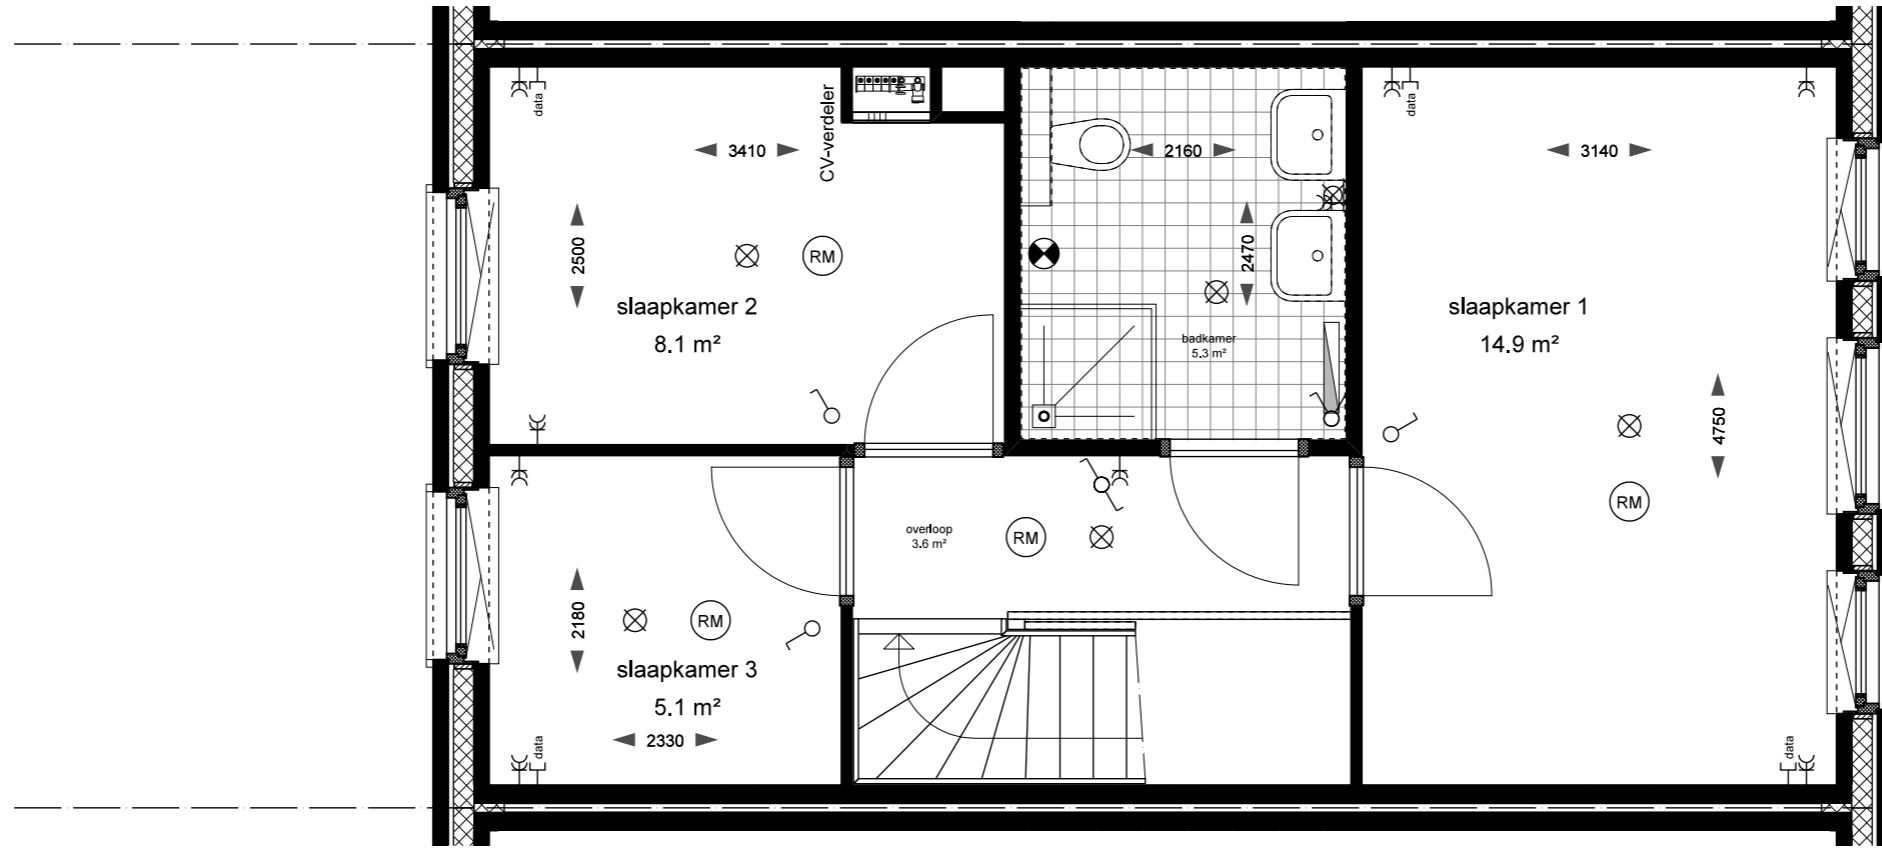 data
CV-verdeler
3410
2500
RM
slaapkamer 2
8.1 m²
2160
2470
badkamer
5.3 m²
data
3140
slaapkamer 1
14.9 m²
4750
RM
overloop
3.6 m²
RM
2180
RM
slaapkamer 3
5.1 m²
2330
data
data